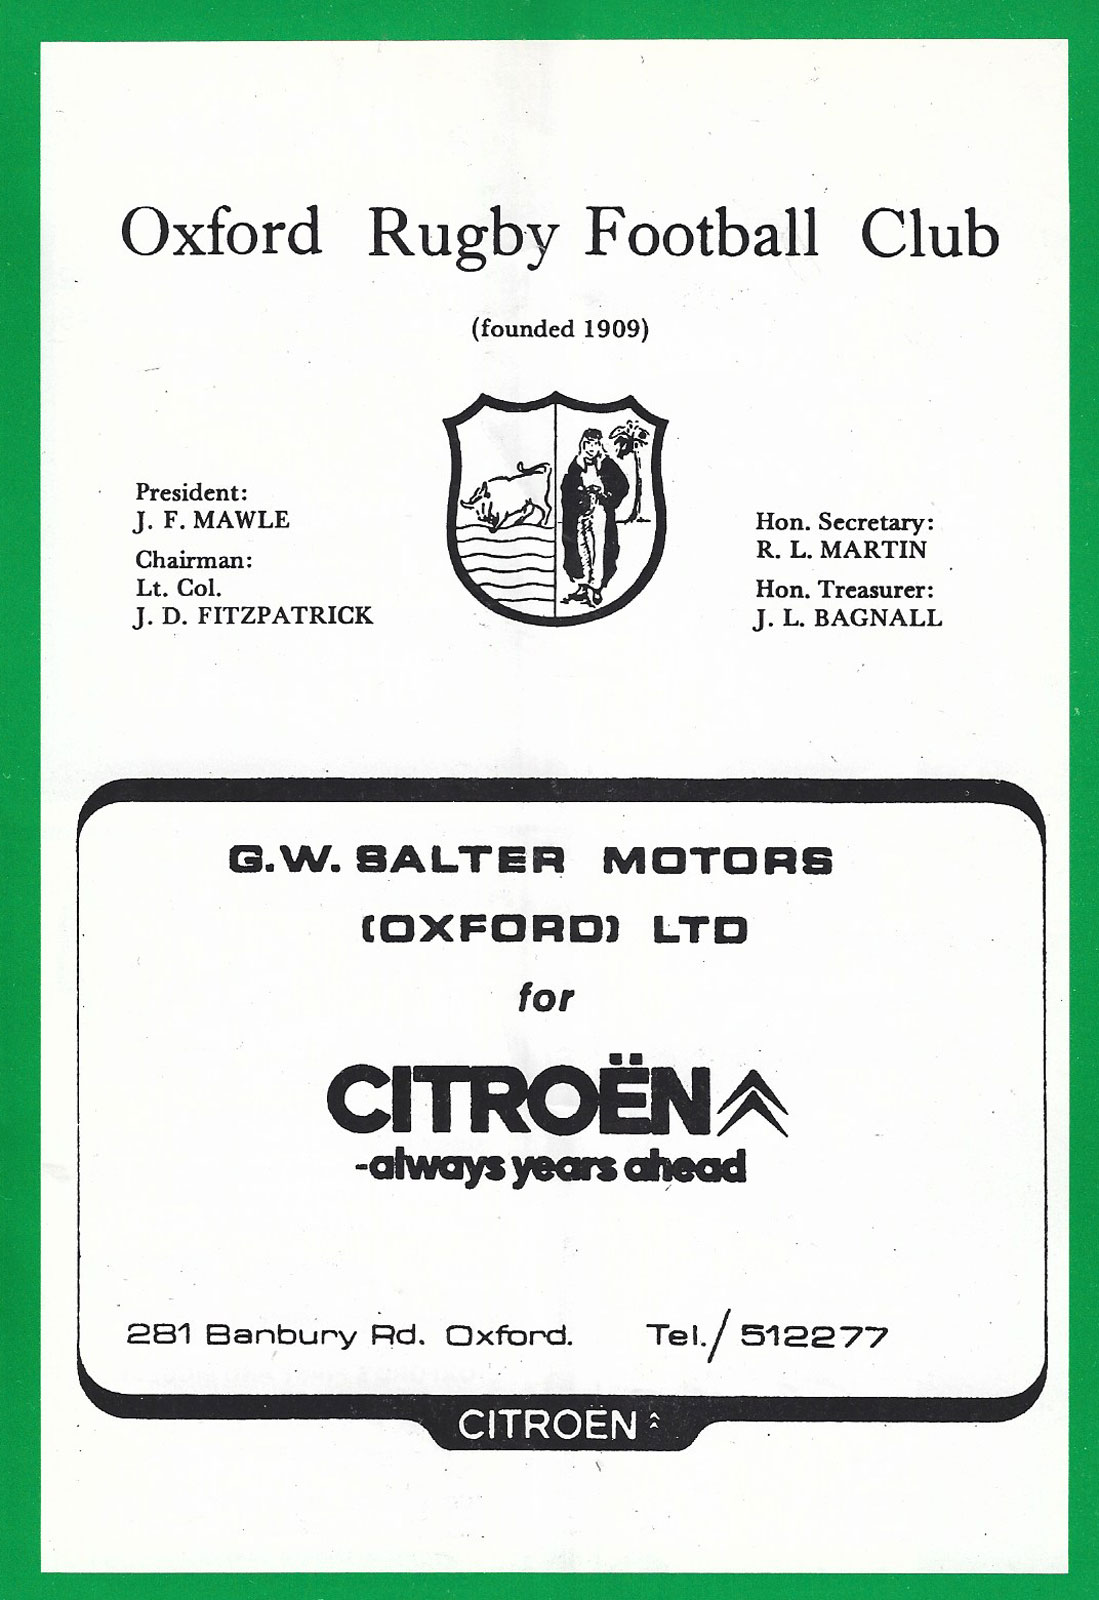 Oxford Rugby Football Club
(founded 1909)
President:
J. F. MAWLE
Chairman:
Lt. Col.
J. D. FITZPATRICK
Hon. Secretary:
R. L. MARTIN
Hon. Treasurer:
J. L. BAGNALL
G.W. SALTER MOTORS
(OXFORD) LTD
for
CITROËN
-always years ahead
281 Banbury Rd. Oxford. Tel./ 512277
CITROËN